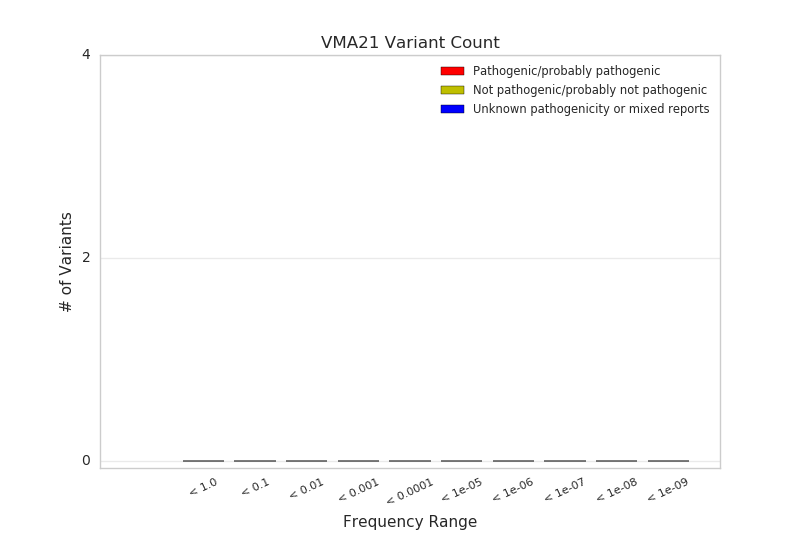 VMA21 Variant Count
4
2
0
# of Variants
Pathogenic/probably pathogenic
Not pathogenic/probably not pathogenic
Unknown pathogenicity or mixed reports
< 1.0
< 0.1
< 0.01
< 0.001
< 0.0001
< 1e-05
< 1e-06
< 1e-07
< 1e-08
< 1e-09
Frequency Range